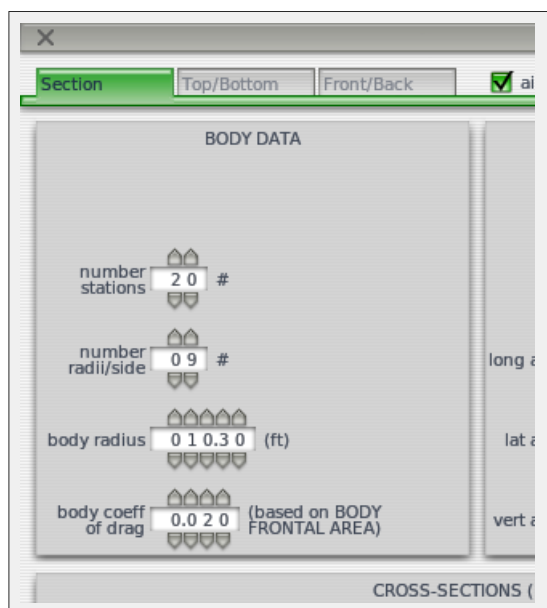 Section Top/Bottom Front/Back ai
BODY DATA
number stations 2 0 #
number radii/side 0 9 #
long a
body radius 0 1 0.3 0 (ft)
lat a
body coeff of drag 0.0 2 0 (based on BODY FRONTAL AREA)
vert a
CROSS-SECTIONS (